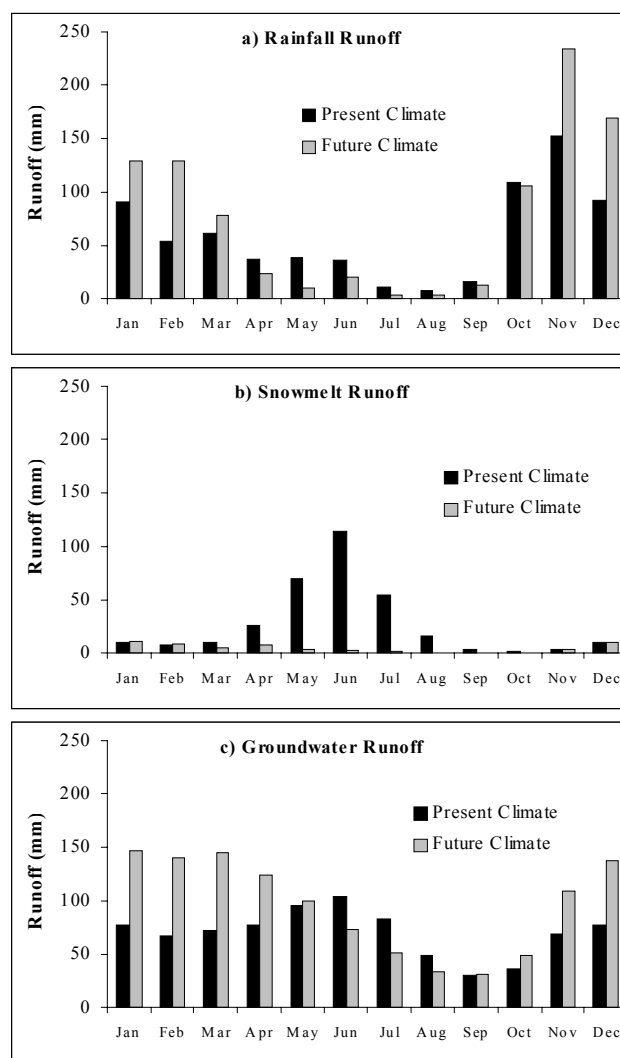 a) Rainfall Runoff
Runoff (mm)
250
200
150
100
50
0
Present Climate
Future Climate
Jan Feb Mar Apr May Jun Jul Aug Sep Oct Nov Dec
b) Snowmelt Runoff
Runoff (mm)
250
200
150
100
50
0
Present Climate
Future Climate
Jan Feb Mar Apr May Jun Jul Aug Sep Oct Nov Dec
c) Groundwater Runoff
Runoff (mm)
250
200
150
100
50
0
Present Climate
Future Climate
Jan Feb Mar Apr May Jun Jul Aug Sep Oct Nov Dec